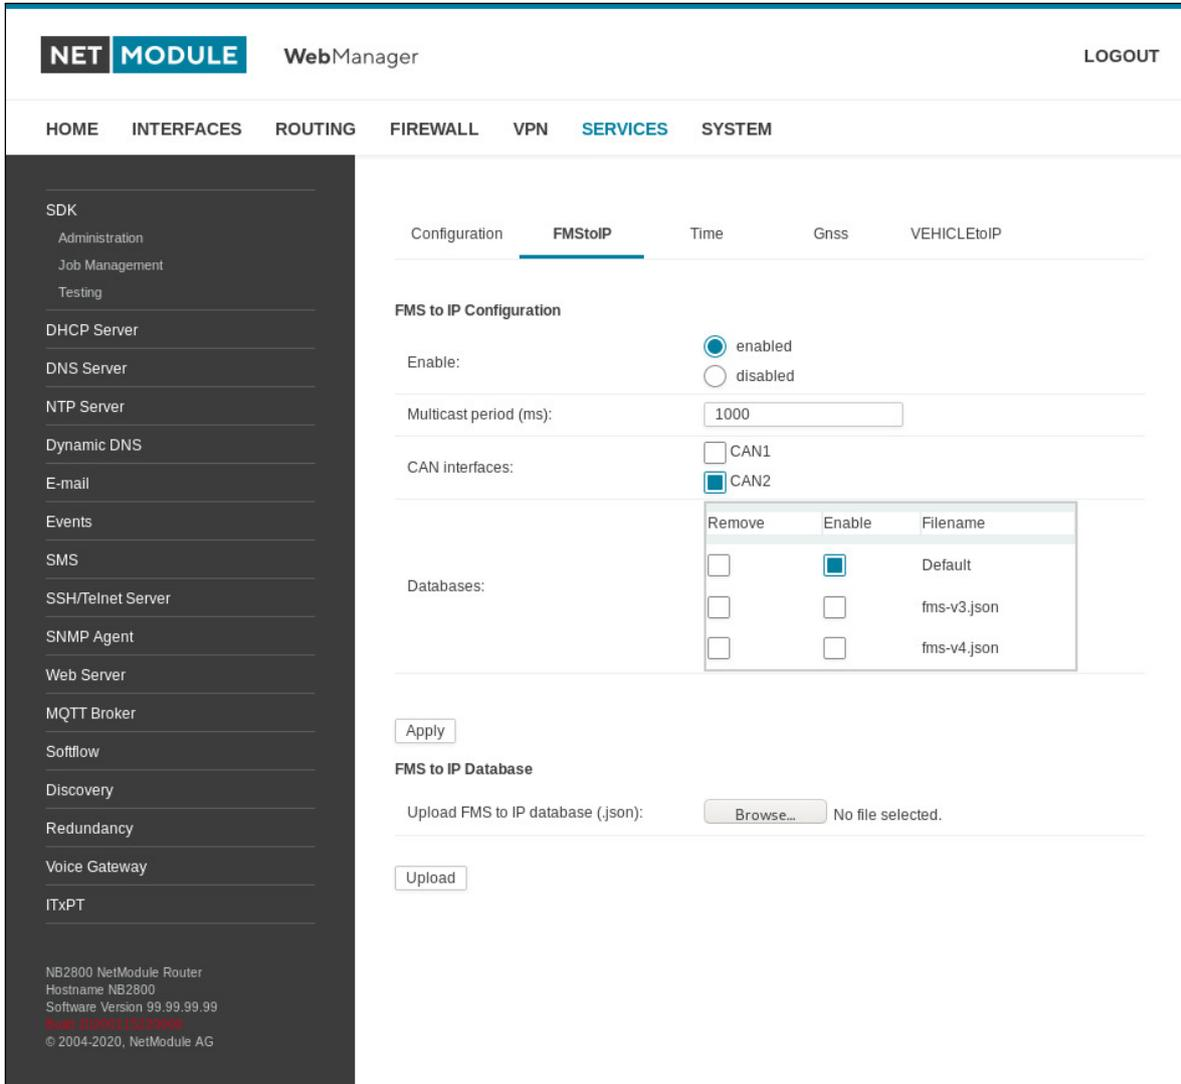 NET MODULE WebManager LOGOUT
HOME INTERFACES ROUTING FIREWALL VPN SERVICES SYSTEM
SDK
Administration
Job Management
Testing
DHCP Server
DNS Server
NTP Server
Dynamic DNS
E-mail
Events
SMS
SSH/Telnet Server
SNMP Agent
Web Server
MQTT Broker
Softflow
Discovery
Redundancy
Voice Gateway
ITxPT
NB2800 NetModule Router
Hostname NB2800
Software Version 99.99.99.99
Build
© 2004-2020, NetModule AG
Configuration FMStoIP Time Gnss VEHICLEtoIP
FMS to IP Configuration
Enable:
enabled
disabled
Multicast period (ms): 1000
CAN interfaces:
CAN1
CAN2
Databases:
Remove Enable Filename
Default
fms-v3.json
fms-v4.json
Apply
FMS to IP Database
Upload FMS to IP database (.json): Browse... No file selected.
Upload